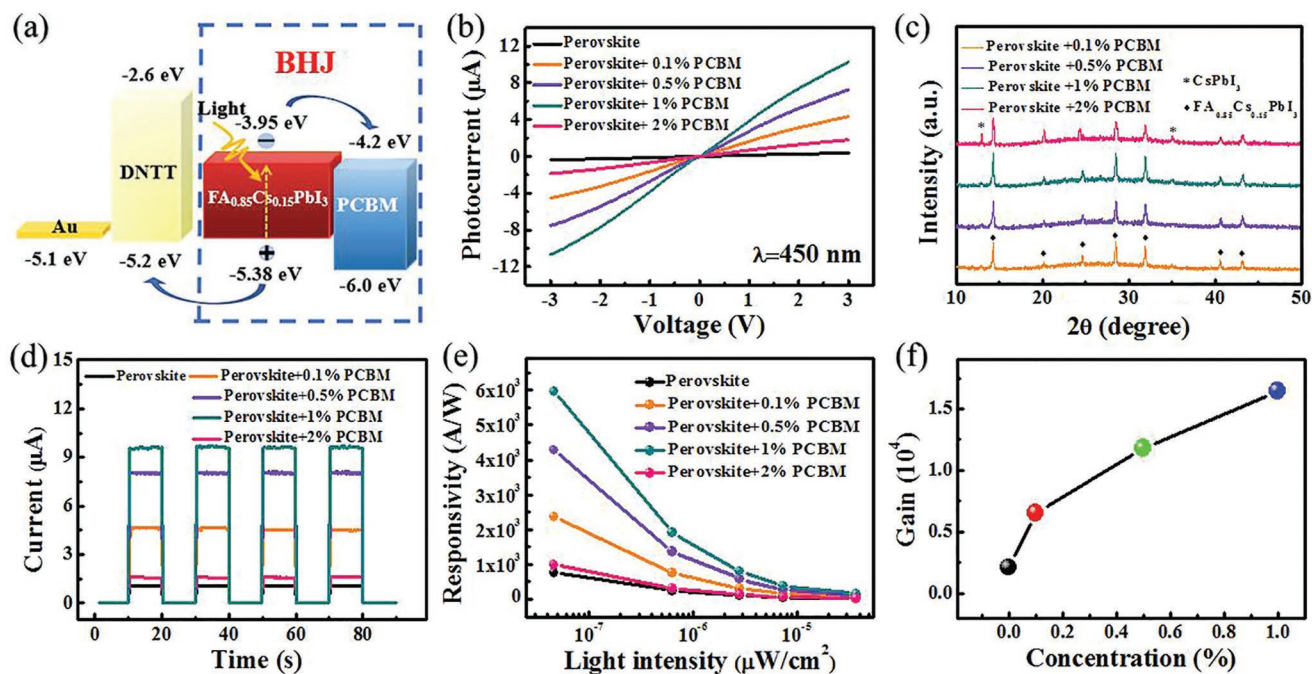 (a)
BHJ
-2.6 eV
Light
-3.95 eV
-4.2 eV
DNTT
FA0.85Cs0.15PbI3
PCBM
Au
-5.1 eV
-5.2 eV
-5.38 eV
-6.0 eV
(b)
Photocurrent (μA)
12
8
4
0
-4
-8
-12
Perovskite
Perovskite+ 0.1% PCBM
Perovskite+ 0.5% PCBM
Perovskite+ 1% PCBM
Perovskite+ 2% PCBM
λ=450 nm
-3 -2 -1 0 1 2 3
Voltage (V)
(c)
Intensity (a.u.)
Perovskite +0.1% PCBM
Perovskite +0.5% PCBM
Perovskite +1% PCBM
Perovskite +2% PCBM
* CsPbI3
♦ FA0.85Cs0.15PbI3
* *
♦ ♦ ♦ ♦ ♦ ♦ ♦
10 20 30 40 50
2θ (degree)
(d)
Current (μA)
15
12
9
6
3
0
Perovskite
Perovskite+0.1% PCBM
Perovskite+0.5% PCBM
Perovskite+1% PCBM
Perovskite+2% PCBM
0 20 40 60 80
Time (s)
(e)
Responsivity (A/W)
6x10³
5x10³
4x10³
3x10³
2x10³
1x10³
0
Perovskite
Perovskite+0.1% PCBM
Perovskite+0.5% PCBM
Perovskite+1% PCBM
Perovskite+2% PCBM
10⁻⁷ 10⁻⁶ 10⁻⁵
Light intensity (μW/cm²)
(f)
Gain (10⁴)
1.5
1.0
0.5
0.0
0.0 0.2 0.4 0.6 0.8 1.0
Concentration (%)